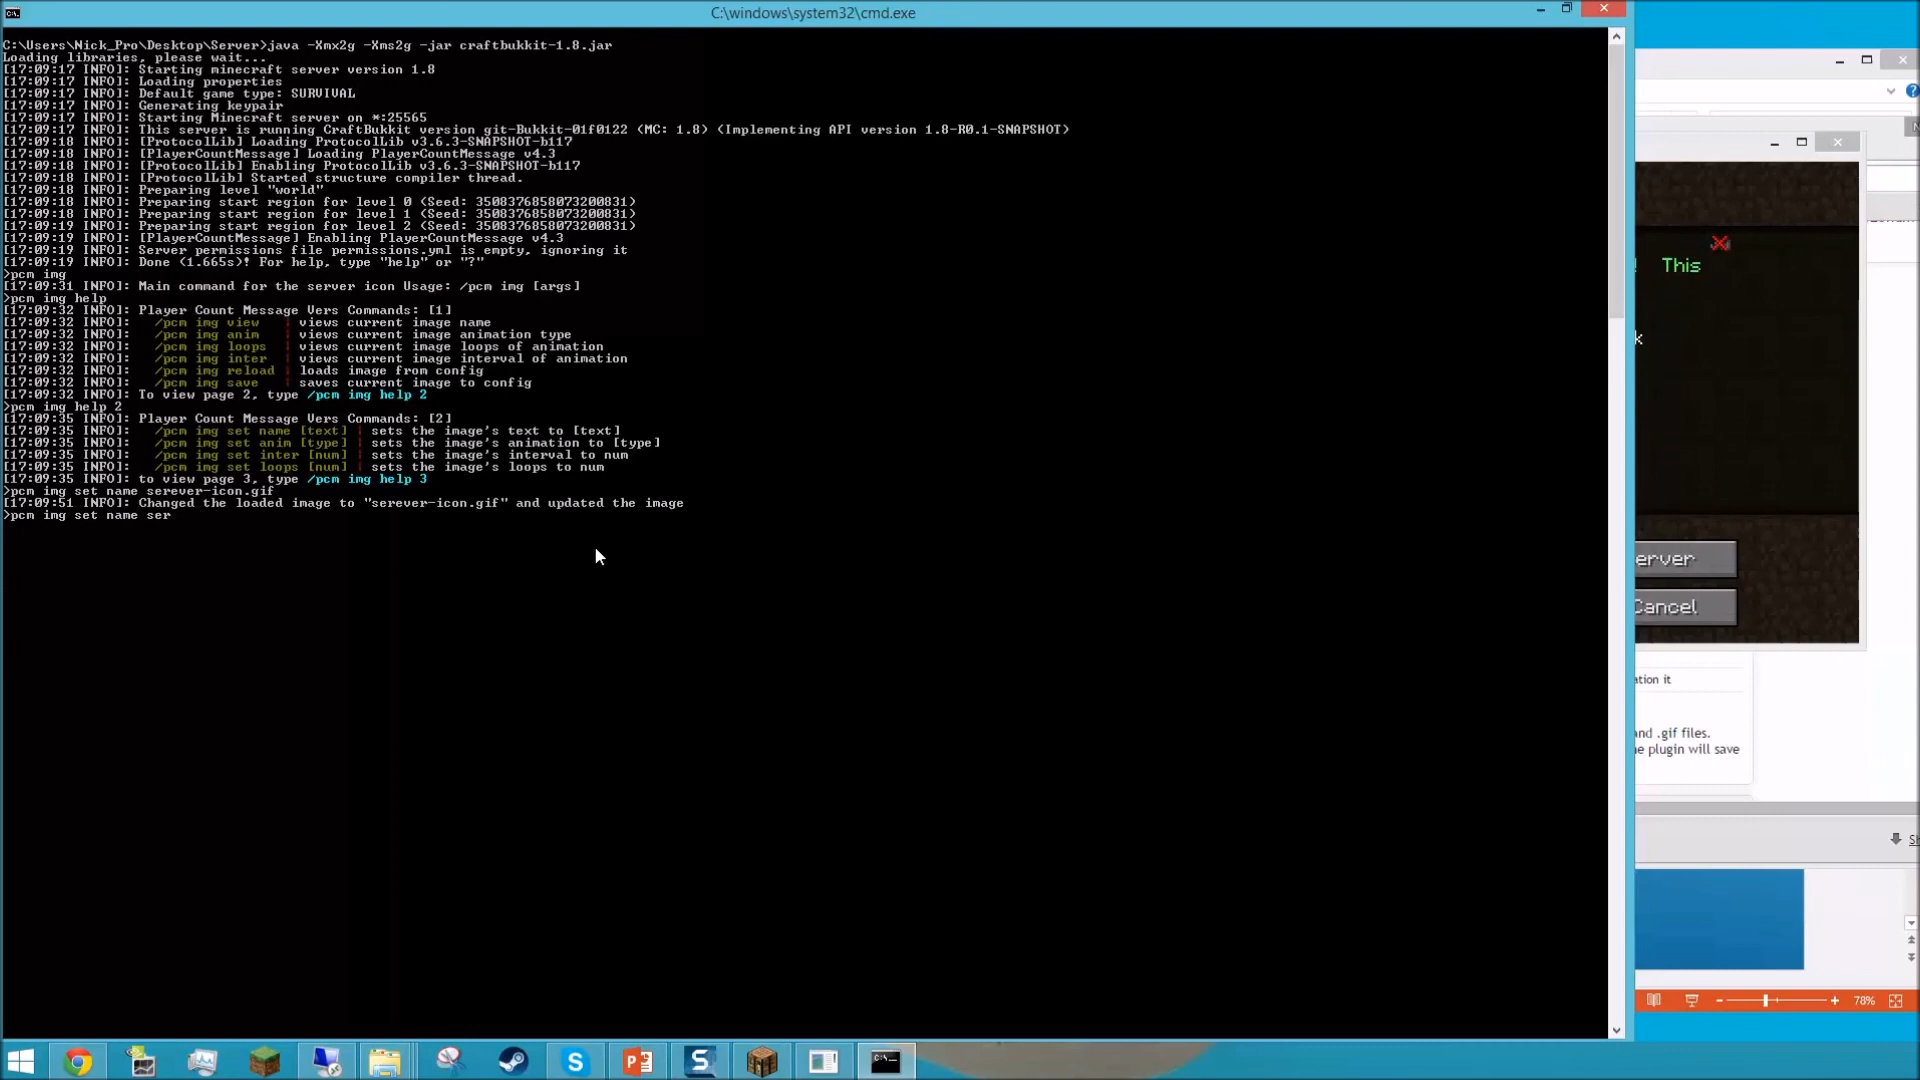 C:\windows\system32\cmd.exe
C:\Users\Nick_Pro\Desktop\Server>java -Xmx2g -Xms2g -jar craftbukkit-1.8.jar
Loading libraries, please wait...
[17:09:17 INFO]: Starting minecraft server version 1.8
[17:09:17 INFO]: Loading properties
[17:09:17 INFO]: Default game type: SURVIVAL
[17:09:17 INFO]: Generating keypair
[17:09:17 INFO]: Starting Minecraft server on *:25565
[17:09:17 INFO]: This server is running CraftBukkit version git-Bukkit-01f0122 (MC: 1.8) (Implementing API version 1.8-R0.1-SNAPSHOT)
[17:09:18 INFO]: [ProtocolLib] Loading ProtocolLib v3.6.3-SNAPSHOT-b117
[17:09:18 INFO]: [PlayerCountMessage] Loading PlayerCountMessage v4.3
[17:09:18 INFO]: [ProtocolLib] Enabling ProtocolLib v3.6.3-SNAPSHOT-b117
[17:09:18 INFO]: [ProtocolLib] Started structure compiler thread.
[17:09:18 INFO]: Preparing level "world"
[17:09:18 INFO]: Preparing start region for level 0 (Seed: 3508376858073200831)
[17:09:18 INFO]: Preparing start region for level 1 (Seed: 3508376858073200831)
[17:09:19 INFO]: Preparing start region for level 2 (Seed: 3508376858073200831)
[17:09:19 INFO]: [PlayerCountMessage] Enabling PlayerCountMessage v4.3
[17:09:19 INFO]: Server permissions file permissions.yml is empty, ignoring it
[17:09:19 INFO]: Done (1.665s)! For help, type "help" or "?"
>pcm img
[17:09:31 INFO]: Main command for the server icon Usage: /pcm img [args]
>pcm img help
[17:09:32 INFO]: Player Count Message Vers Commands: [1]
[17:09:32 INFO]: /pcm img view | views current image name
[17:09:32 INFO]: /pcm img anim | views current image animation type
[17:09:32 INFO]: /pcm img loops | views current image loops of animation
[17:09:32 INFO]: /pcm img inter | views current image interval of animation
[17:09:32 INFO]: /pcm img reload | loads image from config
[17:09:32 INFO]: /pcm img save | saves current image to config
[17:09:32 INFO]: To view page 2, type /pcm img help 2
>pcm img help 2
[17:09:35 INFO]: Player Count Message Vers Commands: [2]
[17:09:35 INFO]: /pcm img set name [text] | sets the image's text to [text]
[17:09:35 INFO]: /pcm img set anim [type] | sets the image's animation to [type]
[17:09:35 INFO]: /pcm img set inter [num] | sets the image's interval to num
[17:09:35 INFO]: /pcm img set loops [num] | sets the image's loops to num
[17:09:35 INFO]: to view page 3, type /pcm img help 3
>pcm img set name serever-icon.gif
[17:09:51 INFO]: Changed the loaded image to "serever-icon.gif" and updated the image
>pcm img set name ser
! This
k
erver
Cancel
ation it
and .gif files.
e plugin will save
78%